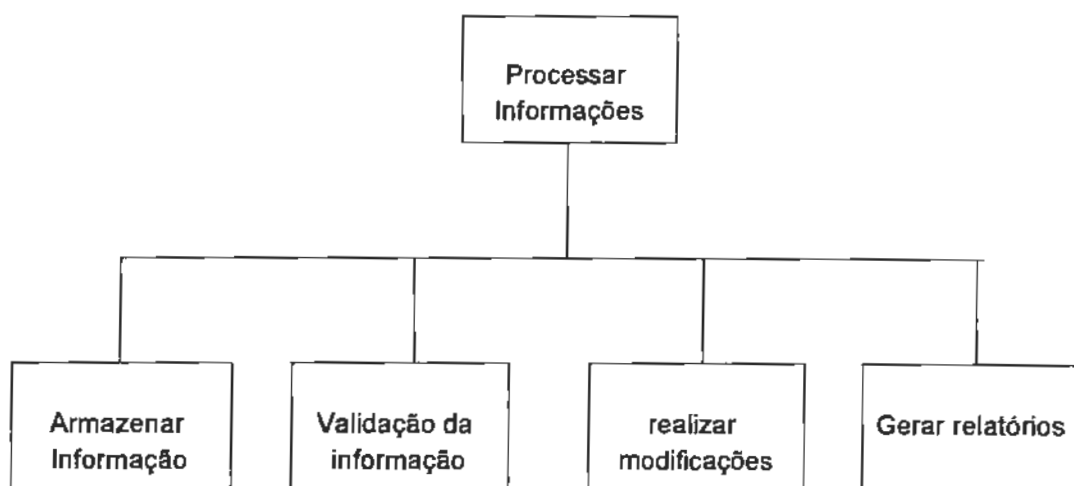 Processar
Informações
Armazenar
Informação
Validação da
informação
realizar
modificações
Gerar relatórios